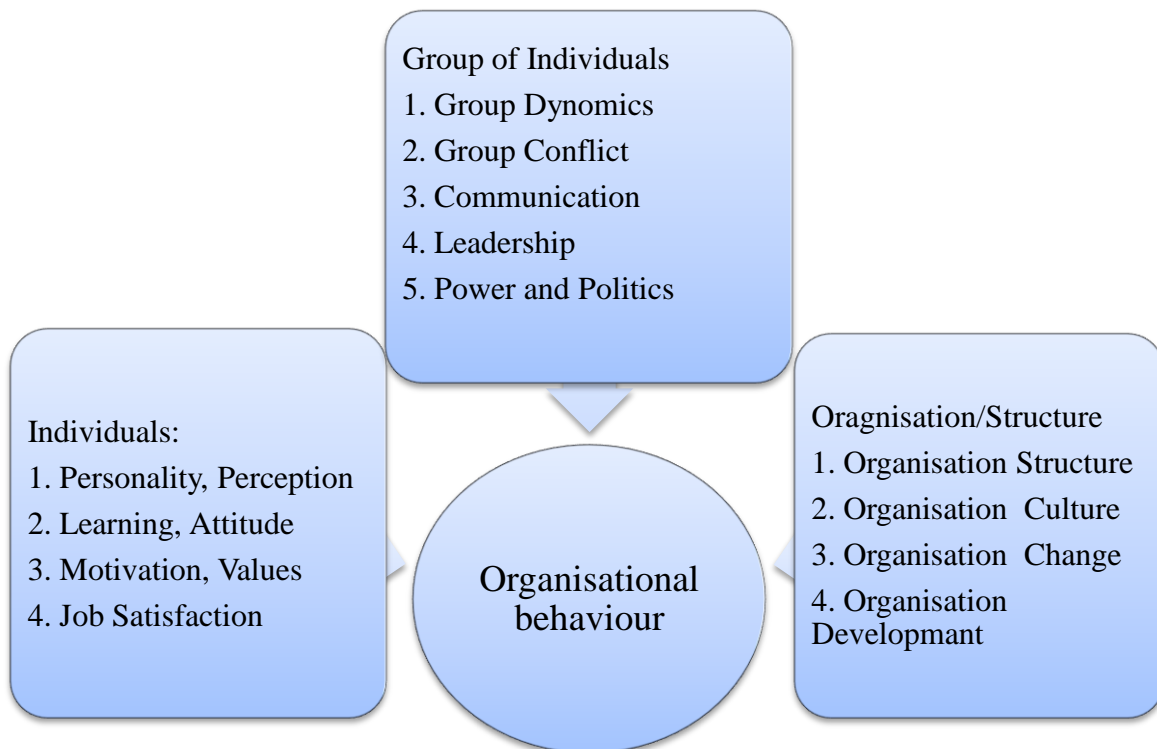 Group of Individuals
1. Group Dynomics
2. Group Conflict
3. Communication
4. Leadership
5. Power and Politics
Individuals:
1. Personality, Perception
2. Learning, Attitude
3. Motivation, Values
4. Job Satisfaction
Organisational
behaviour
Oragnisation/Structure
1. Organisation Structure
2. Organisation  Culture
3. Organisation  Change
4. Organisation
Developmant